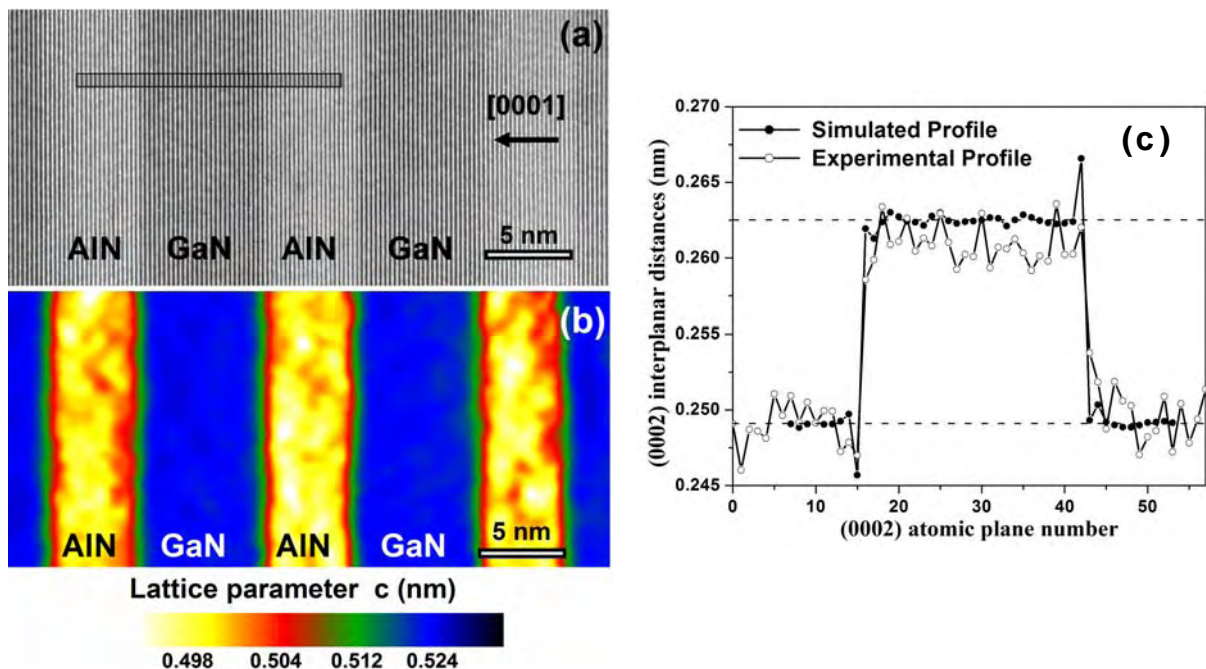 (a)
[0001]
AlN GaN AlN GaN 5 nm
(b)
AlN GaN AlN GaN 5 nm
Lattice parameter c (nm)
0.498 0.504 0.512 0.524
(c)
Simulated Profile
Experimental Profile
(0002) interplanar distances (nm)
0.270
0.265
0.260
0.255
0.250
0.245
0 10 20 30 40 50
(0002) atomic plane number